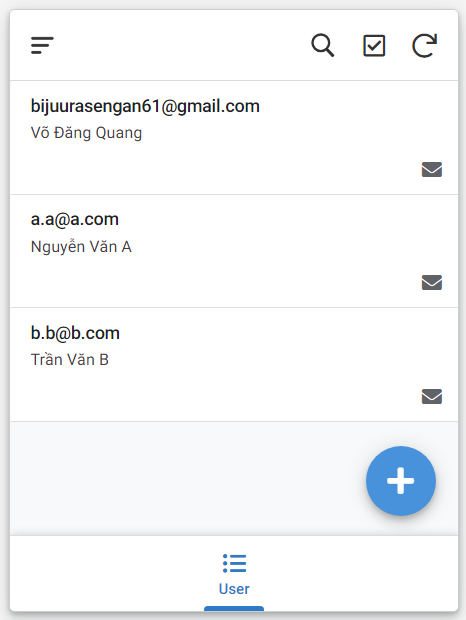 bijuurasengan61@gmail.com
Võ Đăng Quang
a.a@a.com
Nguyễn Văn A
b.b@b.com
Trần Văn B
User